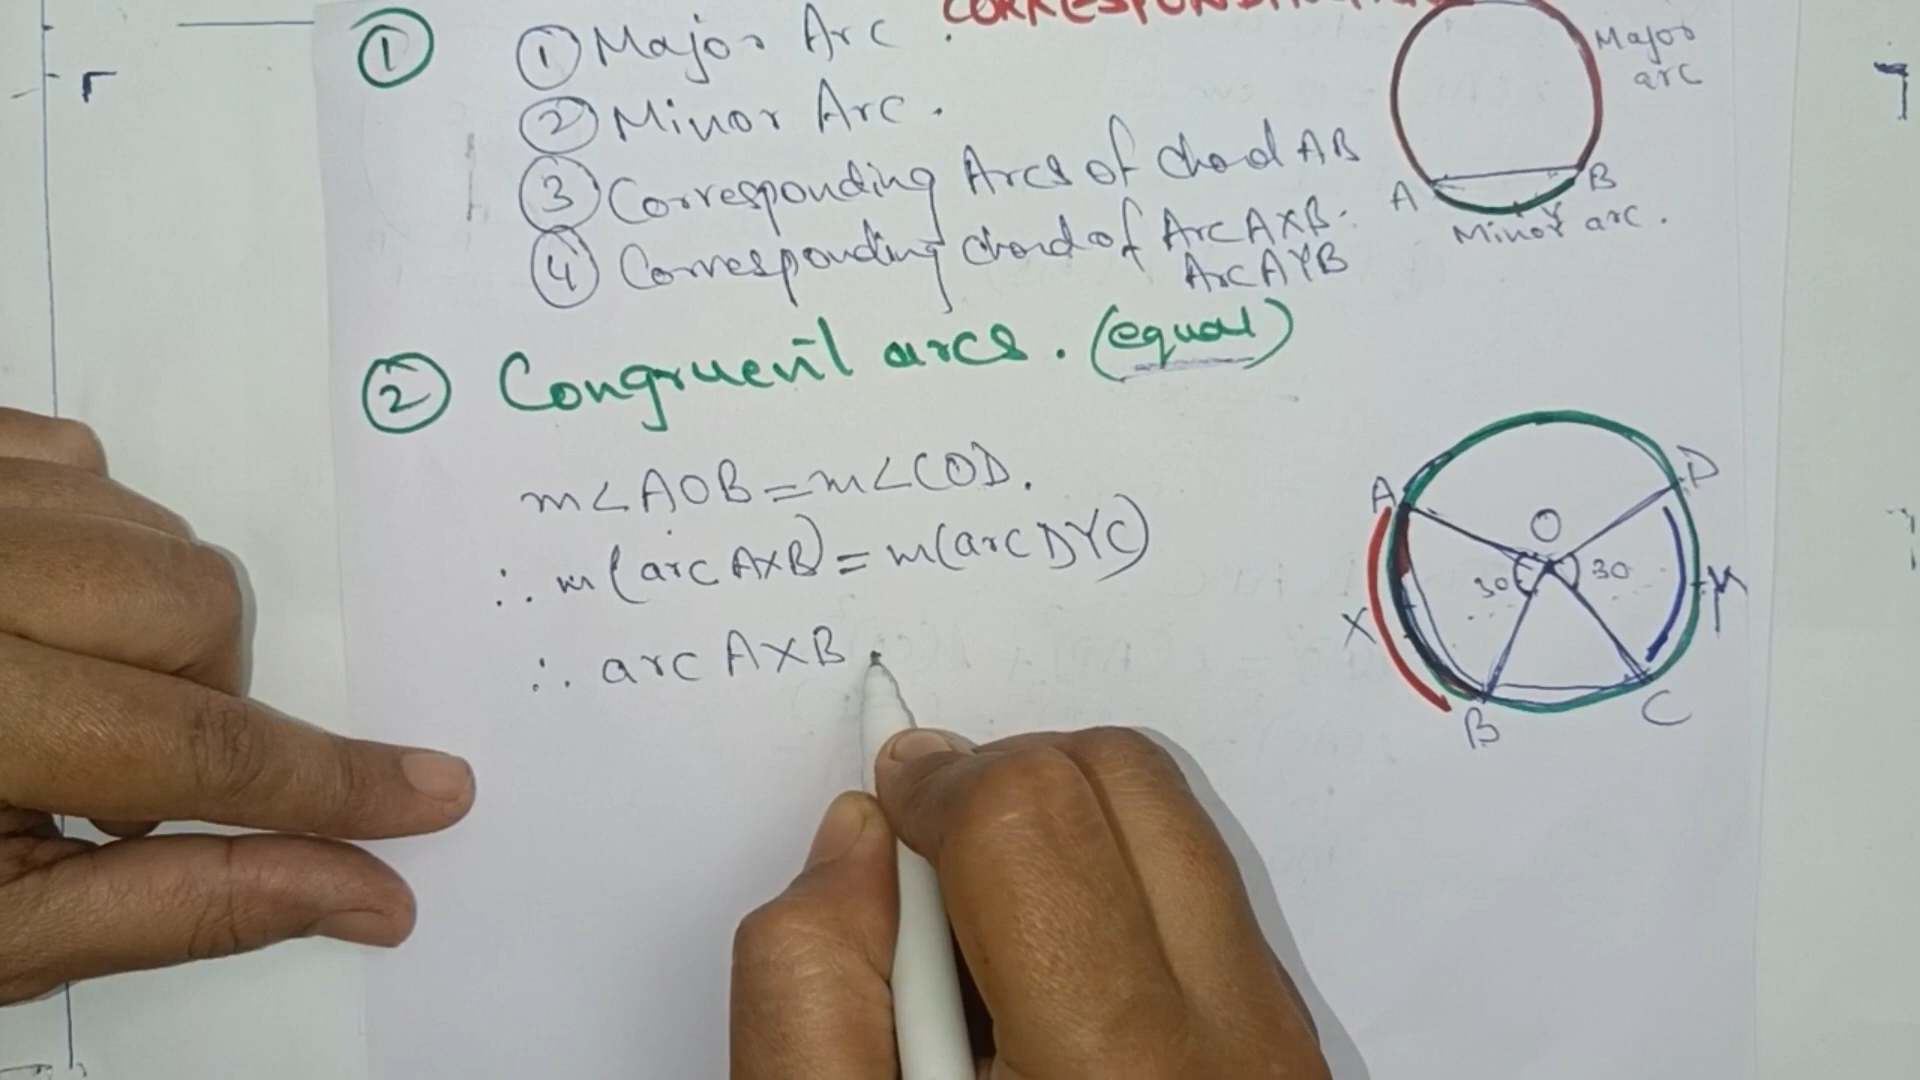 ①
① Major Arc.
② Minor Arc.
③ Corresponding Arcs of chord AB
④ Corresponding chord of Arc AXB.
Arc AYB
Major
arc
A
B
Y
Minor arc.
② Congruent arcs. (equal)
m∠AOB = m∠COD.
∴ m(arc AXB) = m(arc DYC)
∴ arc AXB
A
D
O
30
30
X
B
C